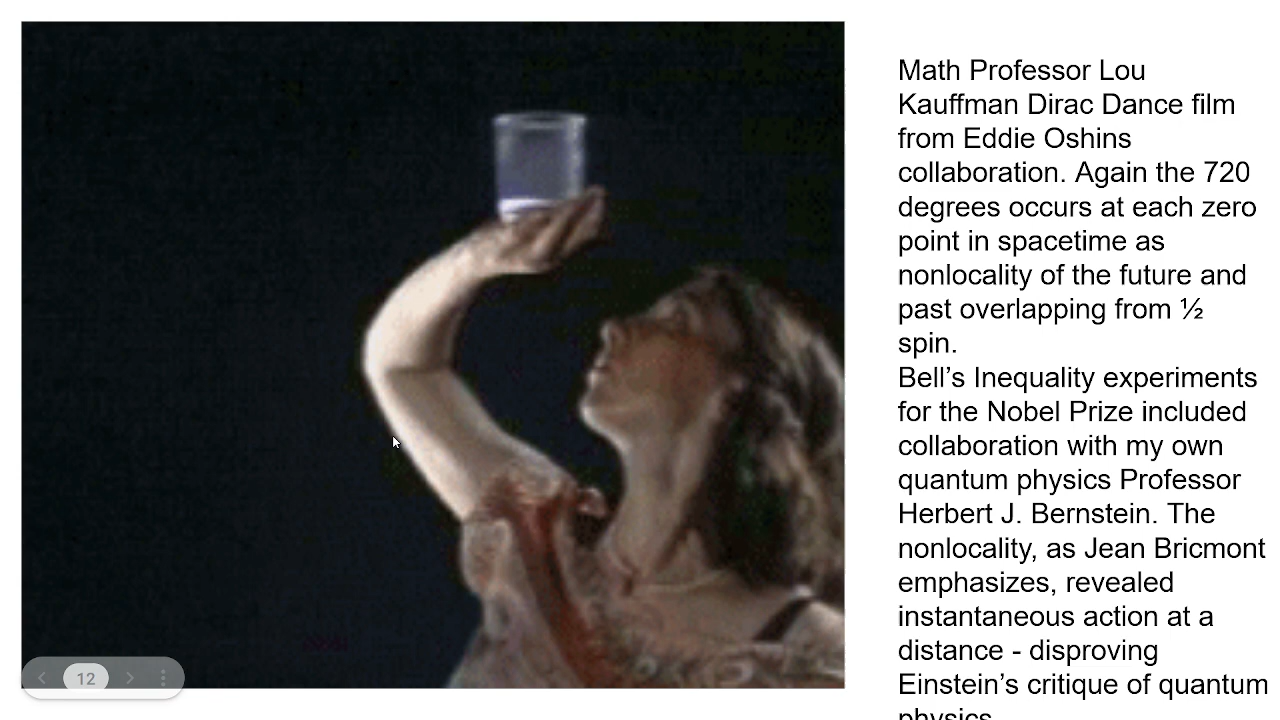 Math Professor Lou
Kauffman Dirac Dance film
from Eddie Oshins
collaboration. Again the 720
degrees occurs at each zero
point in spacetime as
nonlocality of the future and
past overlapping from ½
spin.
Bell’s Inequality experiments
for the Nobel Prize included
collaboration with my own
quantum physics Professor
Herbert J. Bernstein. The
nonlocality, as Jean Bricmont
emphasizes, revealed
instantaneous action at a
distance - disproving
Einstein’s critique of quantum
physics
12